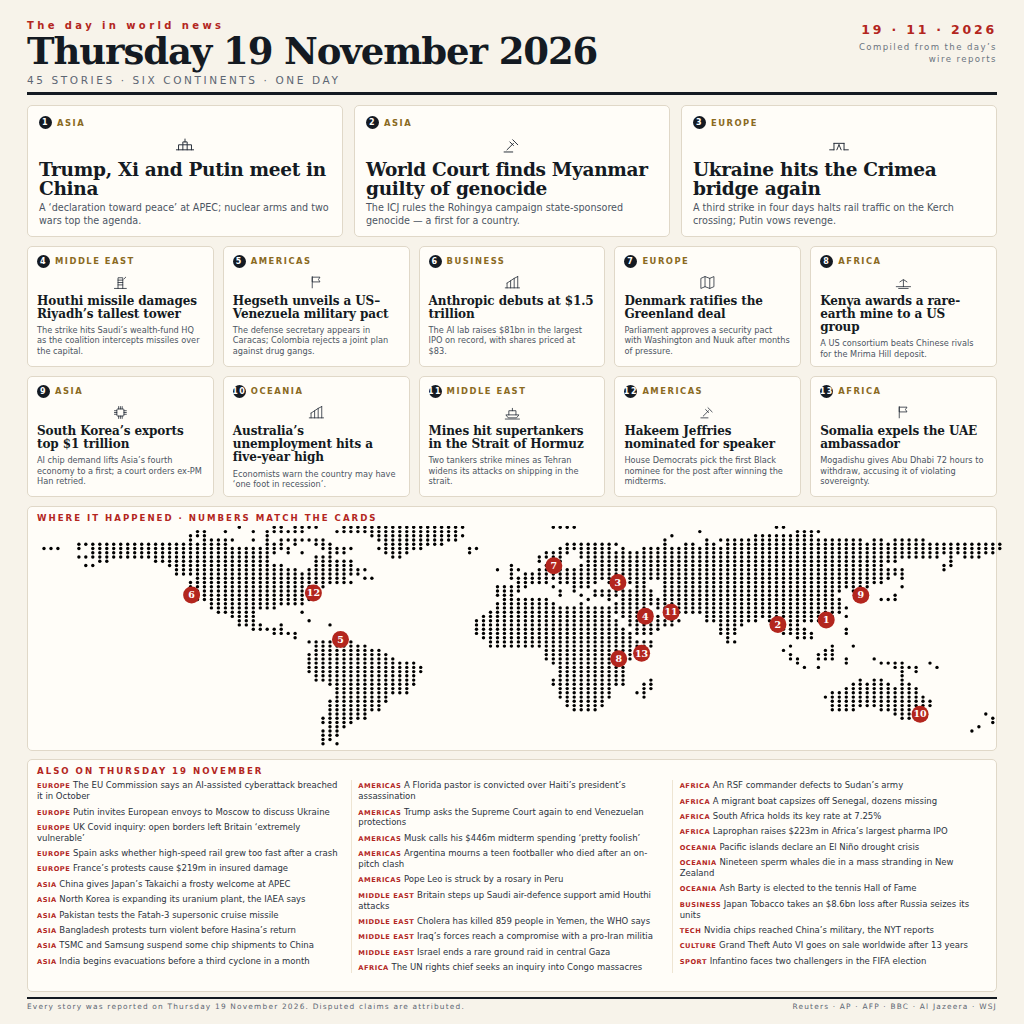 The day in world news
Thursday 19 November 2026
45 STORIES · SIX CONTINENTS · ONE DAY
19 · 11 · 2026
Compiled from the day’s
wire reports
1 ASIA
Trump, Xi and Putin meet in
China
A ‘declaration toward peace’ at APEC; nuclear arms and two
wars top the agenda.
2 ASIA
World Court finds Myanmar
guilty of genocide
The ICJ rules the Rohingya campaign state-sponsored
genocide — a first for a country.
3 EUROPE
Ukraine hits the Crimea
bridge again
A third strike in four days halts rail traffic on the Kerch
crossing; Putin vows revenge.
4 MIDDLE EAST
Houthi missile damages
Riyadh’s tallest tower
The strike hits Saudi’s wealth-fund HQ
as the coalition intercepts missiles over
the capital.
5 AMERICAS
Hegseth unveils a US–
Venezuela military pact
The defense secretary appears in
Caracas; Colombia rejects a joint plan
against drug gangs.
6 BUSINESS
Anthropic debuts at $1.5
trillion
The AI lab raises $81bn in the largest
IPO on record, with shares priced at
$83.
7 EUROPE
Denmark ratifies the
Greenland deal
Parliament approves a security pact
with Washington and Nuuk after months
of pressure.
8 AFRICA
Kenya awards a rare-
earth mine to a US
group
A US consortium beats Chinese rivals
for the Mrima Hill deposit.
9 ASIA
South Korea’s exports
top $1 trillion
AI chip demand lifts Asia’s fourth
economy to a first; a court orders ex-PM
Han retried.
10 OCEANIA
Australia’s
unemployment hits a
five-year high
Economists warn the country may have
‘one foot in recession’.
11 MIDDLE EAST
Mines hit supertankers
in the Strait of Hormuz
Two tankers strike mines as Tehran
widens its attacks on shipping in the
strait.
12 AMERICAS
Hakeem Jeffries
nominated for speaker
House Democrats pick the first Black
nominee for the post after winning the
midterms.
13 AFRICA
Somalia expels the UAE
ambassador
Mogadishu gives Abu Dhabi 72 hours to
withdraw, accusing it of violating
sovereignty.
WHERE IT HAPPENED · NUMBERS MATCH THE CARDS
7
3
6
12
9
4
11
1
2
5
8
13
10
ALSO ON THURSDAY 19 NOVEMBER
EUROPE The EU Commission says an AI-assisted cyberattack breached
it in October
EUROPE Putin invites European envoys to Moscow to discuss Ukraine
EUROPE UK Covid inquiry: open borders left Britain ‘extremely
vulnerable’
EUROPE Spain asks whether high-speed rail grew too fast after a crash
EUROPE France’s protests cause $219m in insured damage
ASIA China gives Japan’s Takaichi a frosty welcome at APEC
ASIA North Korea is expanding its uranium plant, the IAEA says
ASIA Pakistan tests the Fatah-3 supersonic cruise missile
ASIA Bangladesh protests turn violent before Hasina’s return
ASIA TSMC and Samsung suspend some chip shipments to China
ASIA India begins evacuations before a third cyclone in a month
AMERICAS A Florida pastor is convicted over Haiti’s president’s
assassination
AMERICAS Trump asks the Supreme Court again to end Venezuelan
protections
AMERICAS Musk calls his $446m midterm spending ‘pretty foolish’
AMERICAS Argentina mourns a teen footballer who died after an on-
pitch clash
AMERICAS Pope Leo is struck by a rosary in Peru
MIDDLE EAST Britain steps up Saudi air-defence support amid Houthi
attacks
MIDDLE EAST Cholera has killed 859 people in Yemen, the WHO says
MIDDLE EAST Iraq’s forces reach a compromise with a pro-Iran militia
MIDDLE EAST Israel ends a rare ground raid in central Gaza
AFRICA The UN rights chief seeks an inquiry into Congo massacres
AFRICA An RSF commander defects to Sudan’s army
AFRICA A migrant boat capsizes off Senegal, dozens missing
AFRICA South Africa holds its key rate at 7.25%
AFRICA Laprophan raises $223m in Africa’s largest pharma IPO
OCEANIA Pacific islands declare an El Niño drought crisis
OCEANIA Nineteen sperm whales die in a mass stranding in New
Zealand
OCEANIA Ash Barty is elected to the tennis Hall of Fame
BUSINESS Japan Tobacco takes an $8.6bn loss after Russia seizes its
units
TECH Nvidia chips reached China’s military, the NYT reports
CULTURE Grand Theft Auto VI goes on sale worldwide after 13 years
SPORT Infantino faces two challengers in the FIFA election
Every story was reported on Thursday 19 November 2026. Disputed claims are attributed.
Reuters · AP · AFP · BBC · Al Jazeera · WSJ